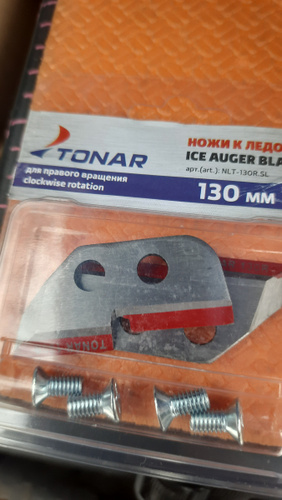 TONAR
НОЖИ К ЛЕДО
ICE AUGER BLA
арт.(art.): NLT-130R.SL
для правого вращения
clockwise rotation
130 мм
TONAR